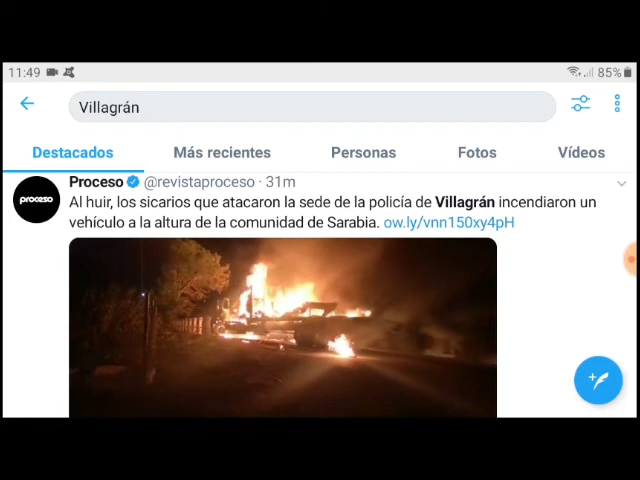 11:49 85%
Villagrán
Destacados Más recientes Personas Fotos Vídeos
Proceso @revistaproceso · 31m
proceso
Al huir, los sicarios que atacaron la sede de la policía de Villagrán incendiaron un
vehículo a la altura de la comunidad de Sarabia. ow.ly/vnn150xy4pH